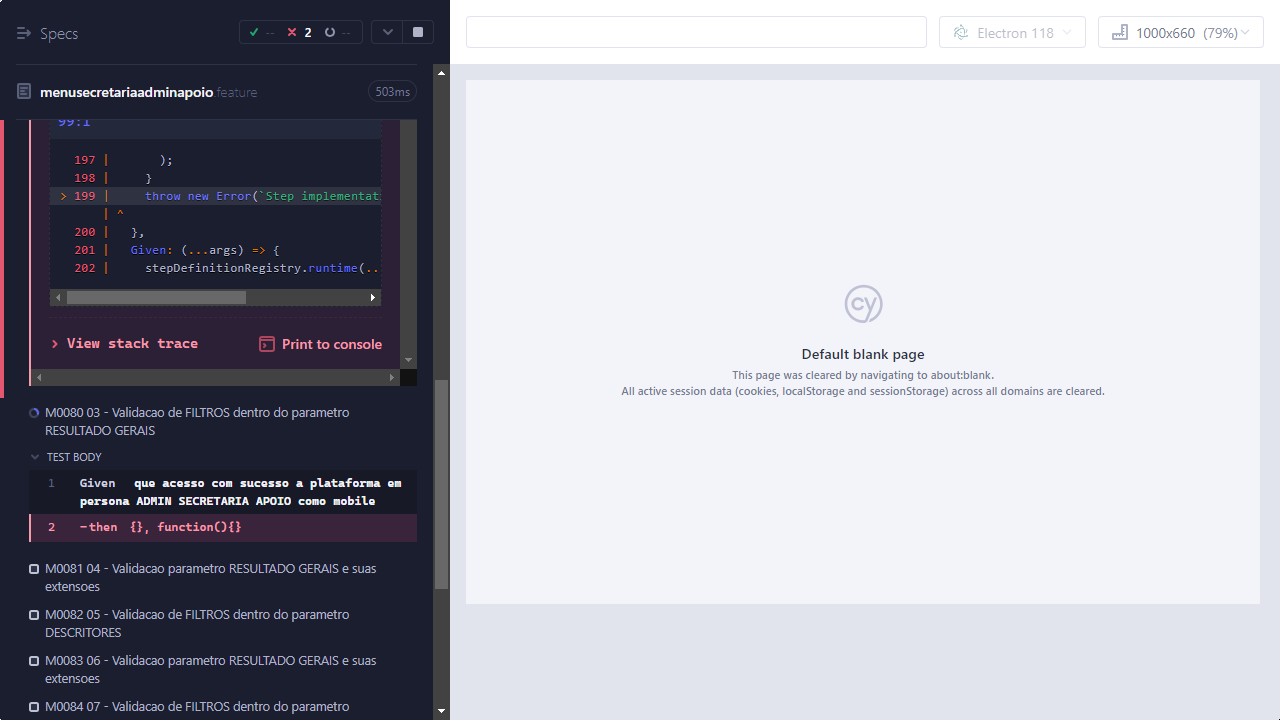 Specs
--
2
--
Electron 118
1000x660 (79%)
menusecretariaadminapoio.feature
503ms
99:1
197 | );
198 | }
> 199 | throw new Error(`Step implementat
| ^
200 | },
201 | Given: (...args) => {
202 | stepDefinitionRegistry.runtime(..
View stack trace
Print to console
M0080 03 - Validacao de FILTROS dentro do parametro
RESULTADO GERAIS
TEST BODY
1 Given que acesso com sucesso a plataforma em
persona ADMIN SECRETARIA APOIO como mobile
2 -then {}, function(){}
M0081 04 - Validacao parametro RESULTADO GERAIS e suas
extensoes
M0082 05 - Validacao de FILTROS dentro do parametro
DESCRITORES
M0083 06 - Validacao parametro RESULTADO GERAIS e suas
extensoes
M0084 07 - Validacao de FILTROS dentro do parametro
cy
Default blank page
This page was cleared by navigating to about:blank.
All active session data (cookies, localStorage and sessionStorage) across all domains are cleared.